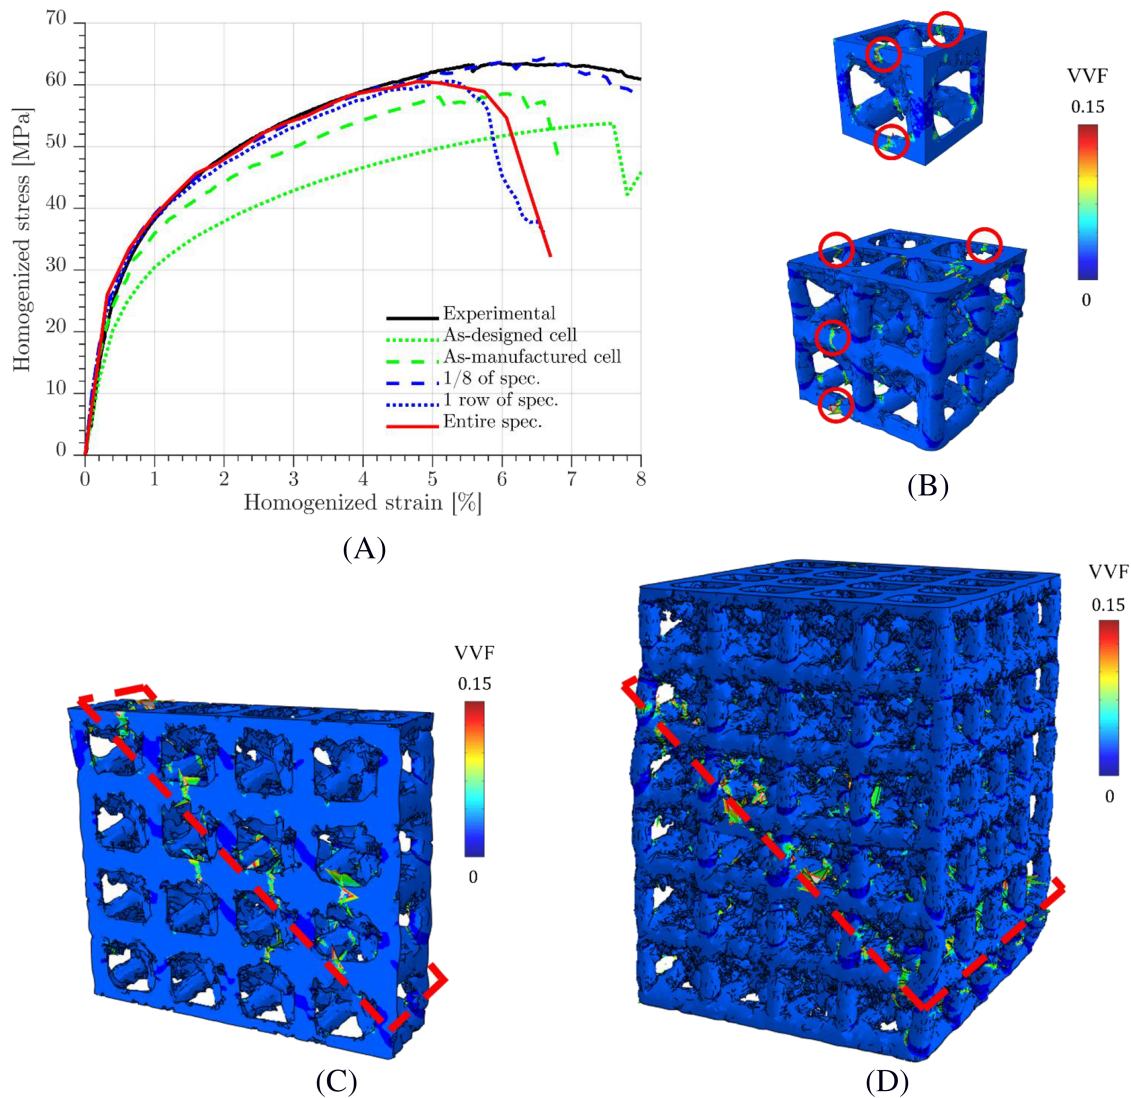 70
60
50
40
30
20
10
0
Homogenized stress [MPa]
Experimental
As-designed cell
As-manufactured cell
1/8 of spec.
1 row of spec.
Entire spec.
0 1 2 3 4 5 6 7 8
Homogenized strain [%]
(A)
VVF
0.15
0
(B)
VVF
0.15
0
(C)
VVF
0.15
0
(D)